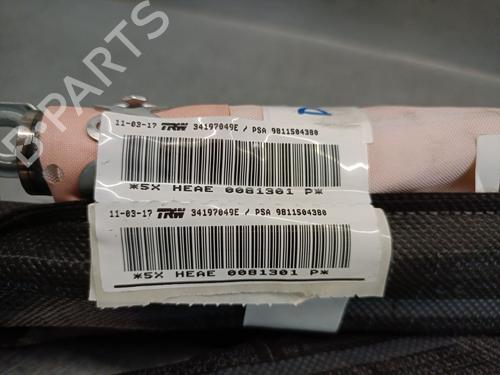 11-03-17 TRW 34197049E / PSA 9811504380
*5X HEAE 0081301 P*
11-03-17 TRW 34197049E / PSA 9811504380
*5X HEAE 0081301 P*
B-PARTS